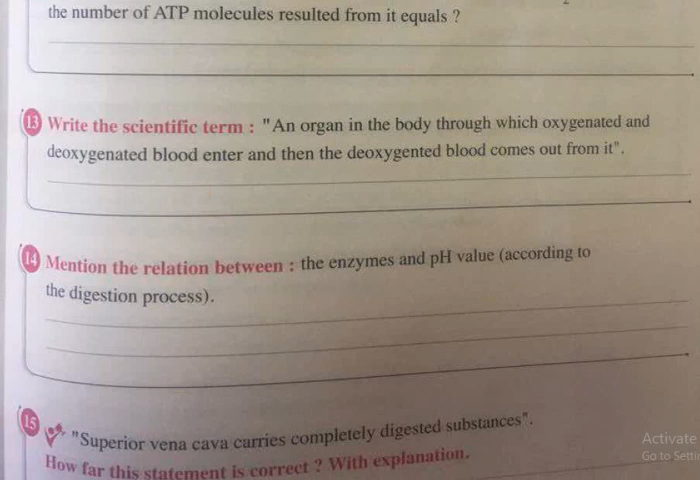 the number of ATP molecules resulted from it equals ?
13 Write the scientific term : "An organ in the body through which oxygenated and
deoxygenated blood enter and then the deoxygented blood comes out from it".
14 Mention the relation between : the enzymes and pH value (according to
the digestion process).
15 "Superior vena cava carries completely digested substances".
How far this statement is correct ? With explanation.
Activate
Go to Settin